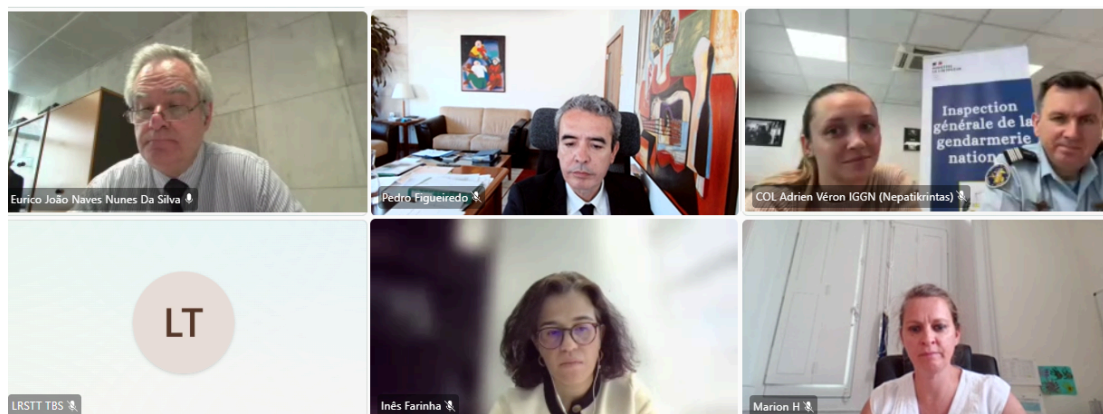 Eurico João Naves Nunes Da Silva
Pedro Figueiredo
Inspection
générale de la
gendarmerie
nation
COL Adrien Véron IGGN (Nepatikrintas)
LT
LRSTT TBS
Inês Farinha
Marion H